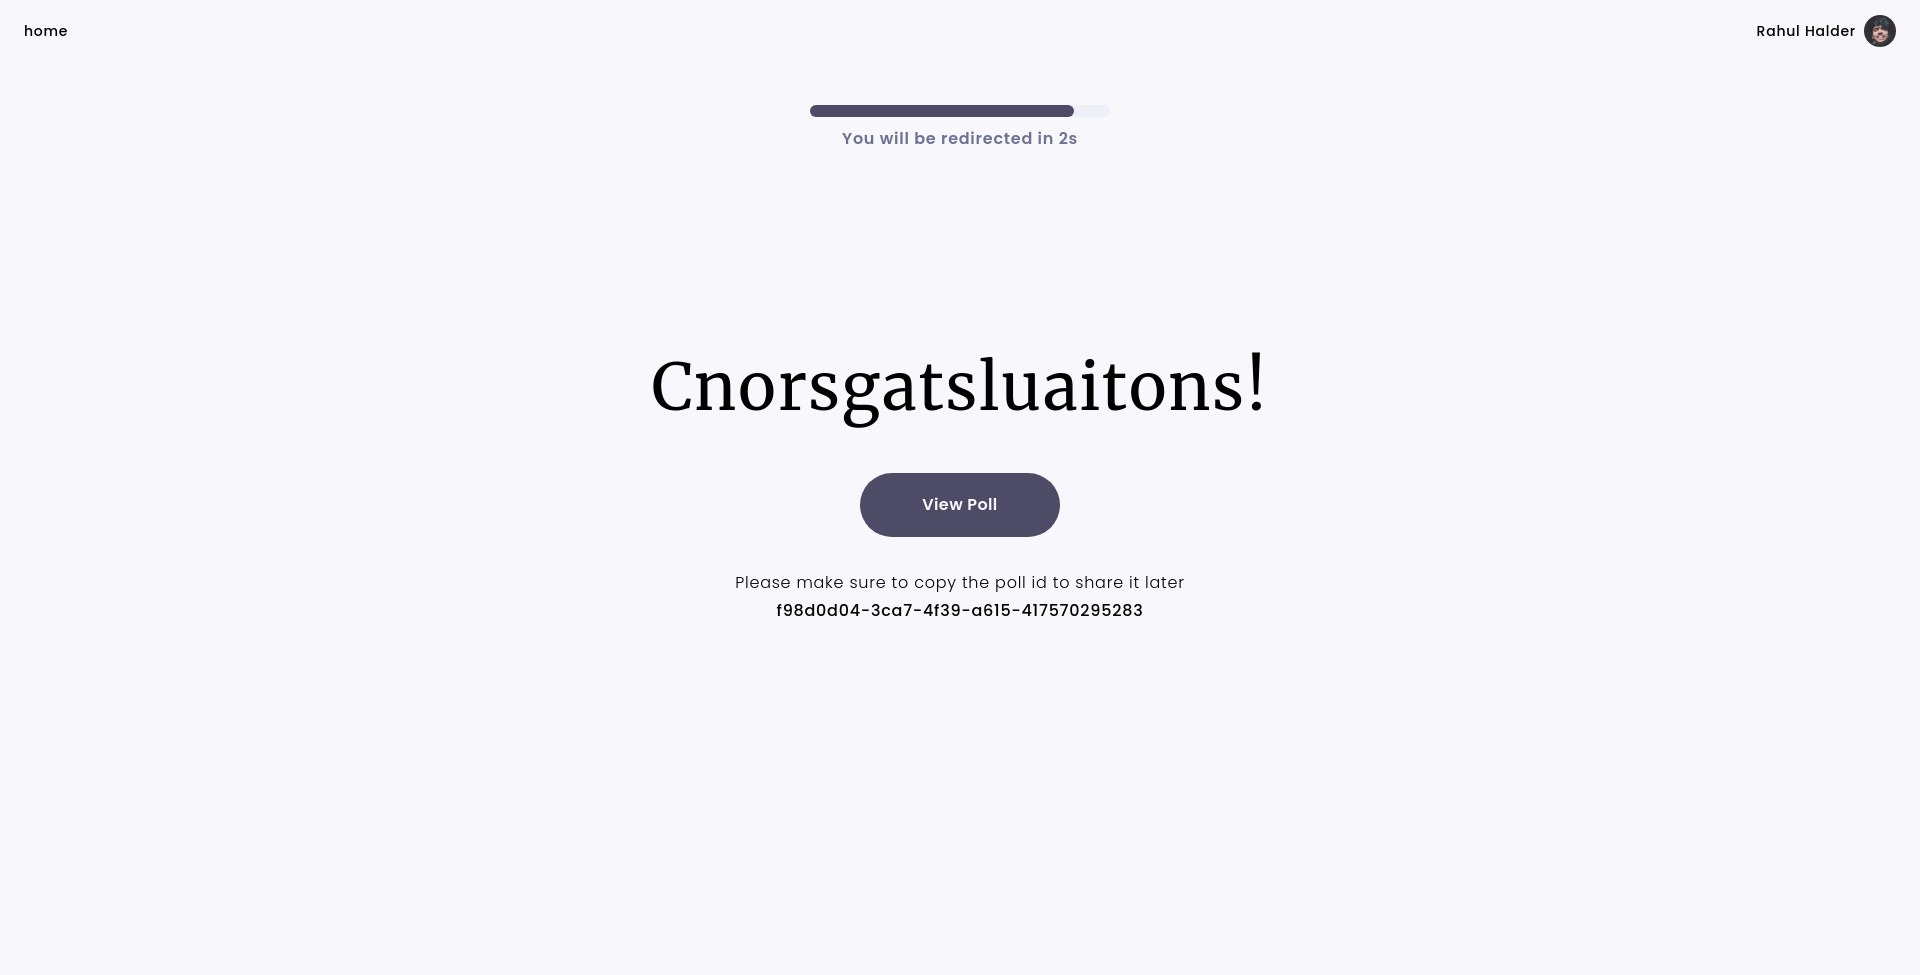 home
Rahul Halder
You will be redirected in 2s
Cnorsgatsluaitons!
View Poll
Please make sure to copy the poll id to share it later
f98d0d04-3ca7-4f39-a615-417570295283